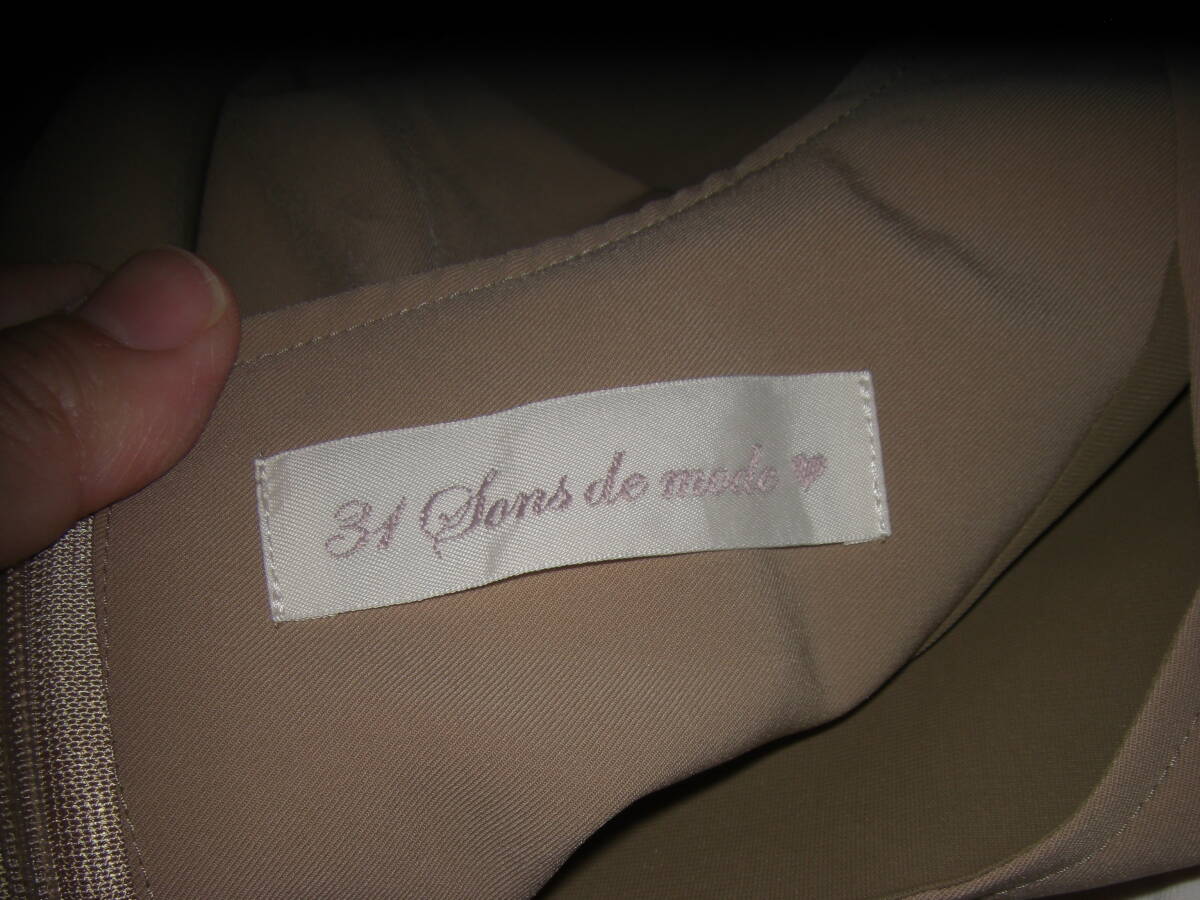 31 Sons de mode ♥